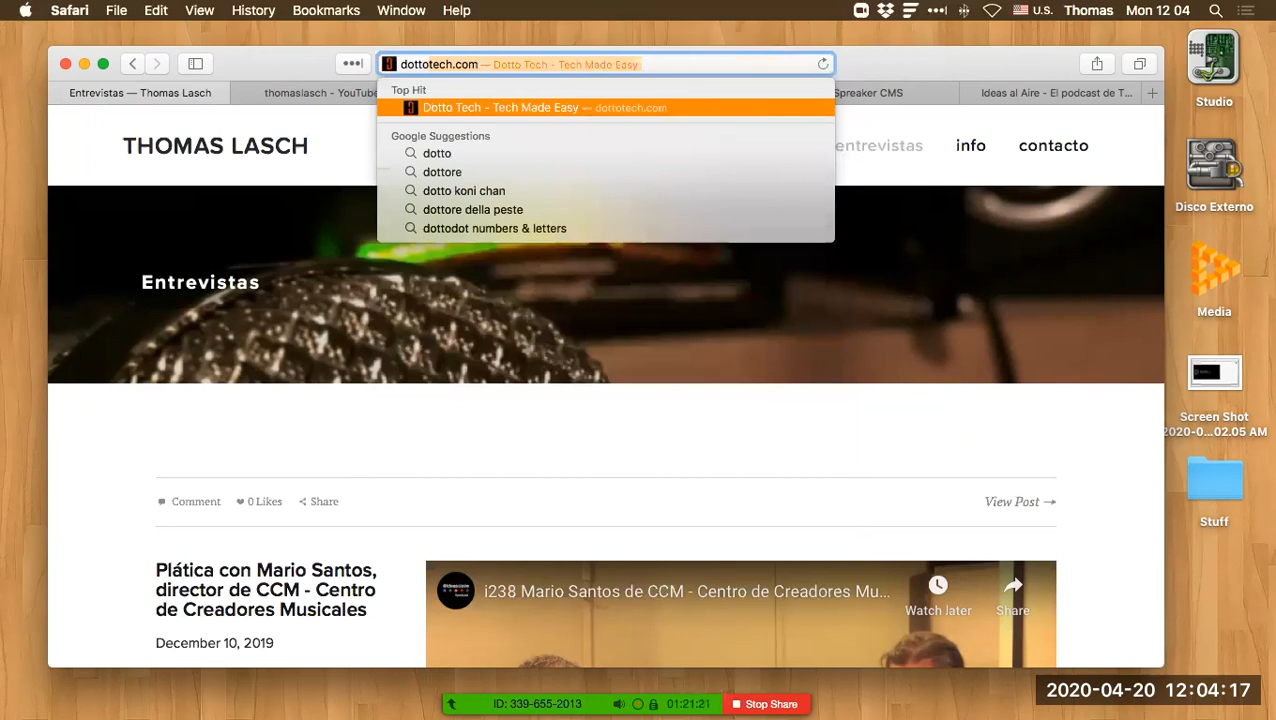 Safari File Edit View History Bookmarks Window Help
U.S. Thomas Mon 12 04
dottotech.com — Dotto Tech - Tech Made Easy
Entrevistas — Thomas Lasch
thomaslasch - YouTube
Spreaker CMS
Ideas al Aire - El podcast de T...
Top Hit
Dotto Tech - Tech Made Easy — dottotech.com
Google Suggestions
dotto
dottore
dotto koni chan
dottore della peste
dottodot numbers & letters
THOMAS LASCH
entrevistas info contacto
Entrevistas
Comment 0 Likes Share
View Post →
Plática con Mario Santos,
director de CCM - Centro
de Creadores Musicales
December 10, 2019
i238 Mario Santos de CCM - Centro de Creadores Mu...
Watch later
Share
Studio
Disco Externo
Media
Screen Shot
2020-0...02.05 AM
Stuff
ID: 339-655-2013 01:21:21 Stop Share
2020-04-20 12:04:17